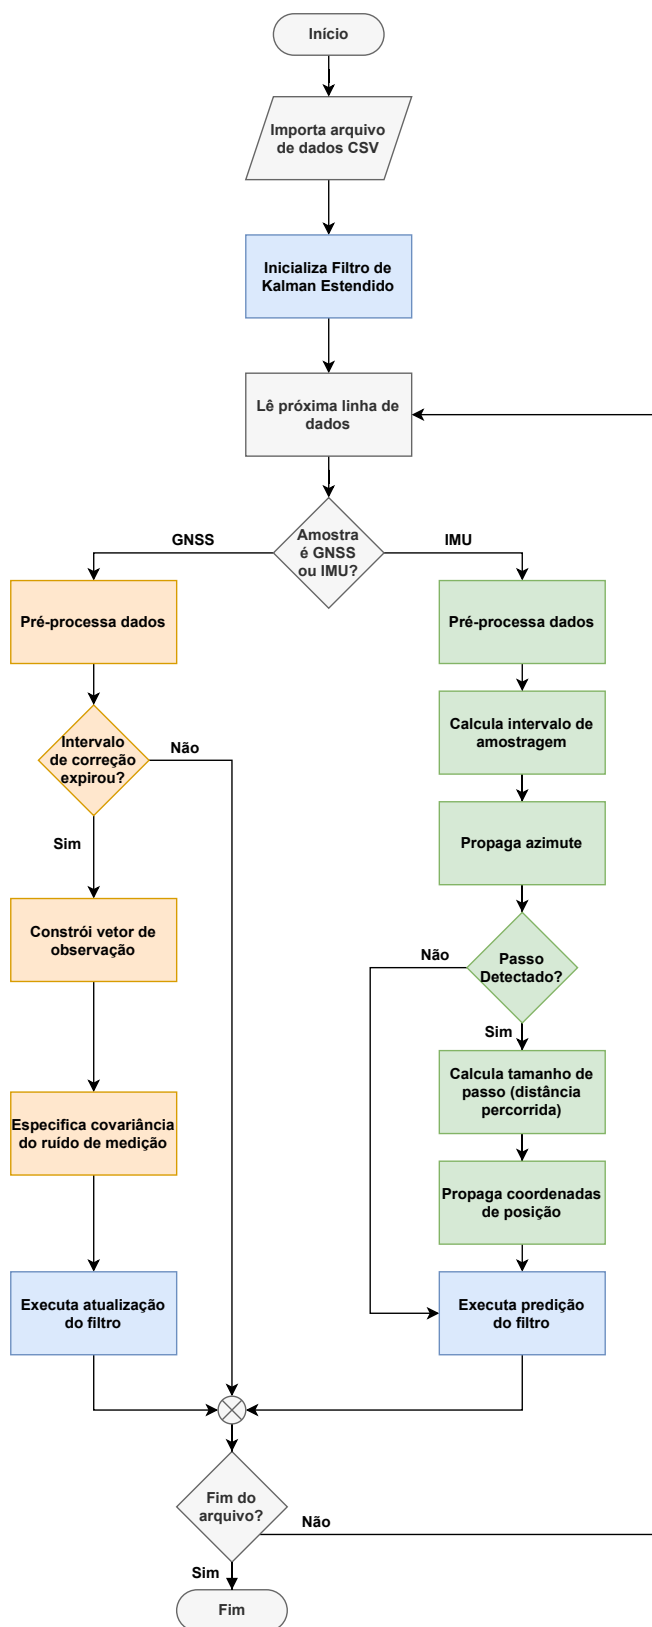 Início
Importa arquivo
de dados CSV
Inicializa Filtro de
Kalman Estendido
Lê próxima linha de
dados
Amostra
é GNSS
ou IMU?
GNSS
IMU
Pré-processa dados
Intervalo
de correção
expirou?
Não
Sim
Constrói vetor de
observação
Especifica covariância
do ruído de medição
Executa atualização
do filtro
Pré-processa dados
Calcula intervalo de
amostragem
Propaga azimute
Passo
Detectado?
Não
Sim
Calcula tamanho de
passo (distância
percorrida)
Propaga coordenadas
de posição
Executa predição
do filtro
Fim do
arquivo?
Não
Sim
Fim